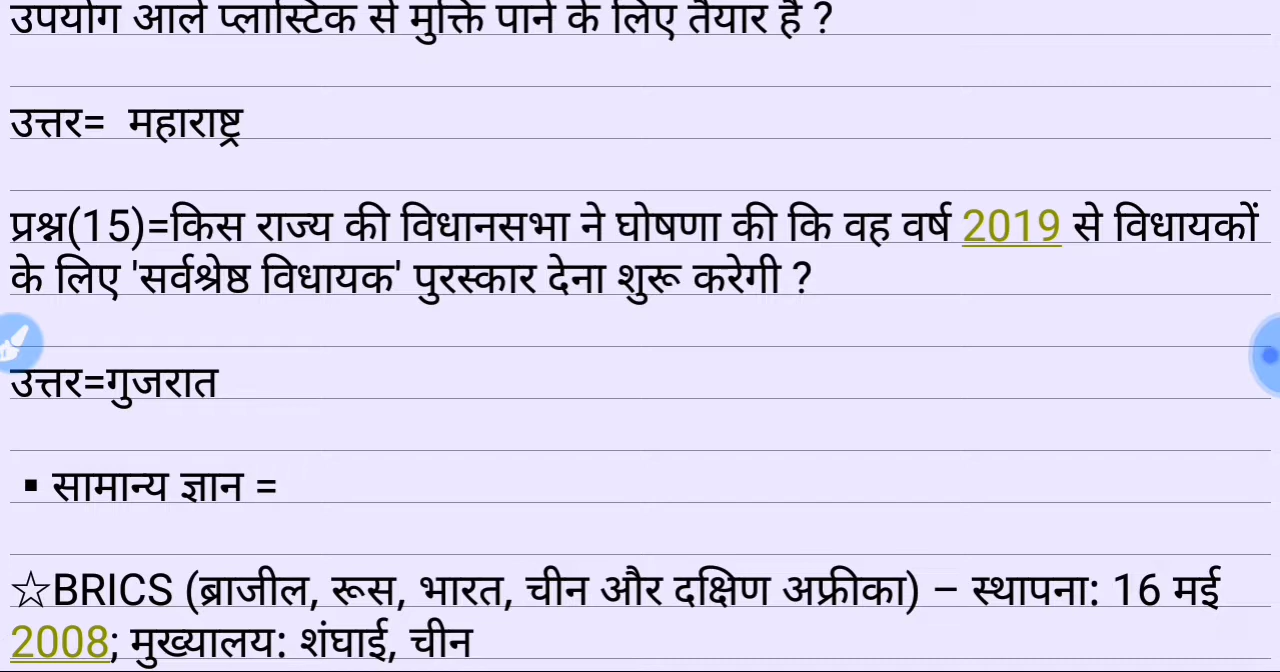 उपयोग आले प्लास्टिक से मुक्ति पाने के लिए तैयार है ?
उत्तर=  महाराष्ट्र
प्रश्न(15)=किस राज्य की विधानसभा ने घोषणा की कि वह वर्ष 2019 से विधायकों
के लिए 'सर्वश्रेष्ठ विधायक' पुरस्कार देना शुरू करेगी ?
उत्तर=गुजरात
▪ सामान्य ज्ञान =
☆BRICS (ब्राजील, रूस, भारत, चीन और दक्षिण अफ्रीका) – स्थापना: 16 मई
2008; मुख्यालय: शंघाई, चीन